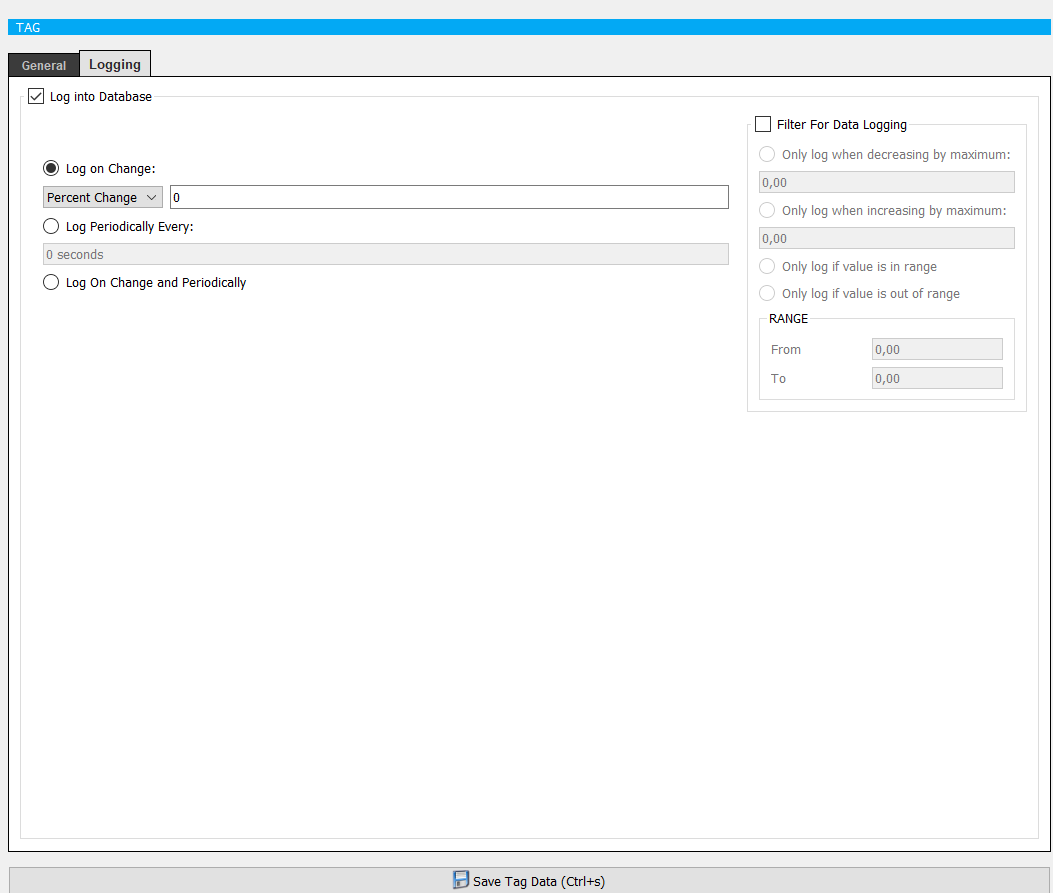 TAG
General
Logging
Log into Database
Log on Change:
Percent Change
0
Log Periodically Every:
0 seconds
Log On Change and Periodically
Filter For Data Logging
Only log when decreasing by maximum:
0,00
Only log when increasing by maximum:
0,00
Only log if value is in range
Only log if value is out of range
RANGE
From 0,00
To 0,00
Save Tag Data (Ctrl+s)